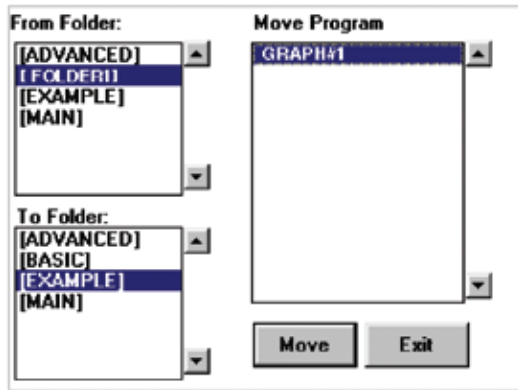 From Folder:
[ADVANCED]
[FOLDER1]
[EXAMPLE]
[MAIN]
To Folder:
[ADVANCED]
[BASIC]
[EXAMPLE]
[MAIN]
Move Program
GRAPH#1
Move
Exit